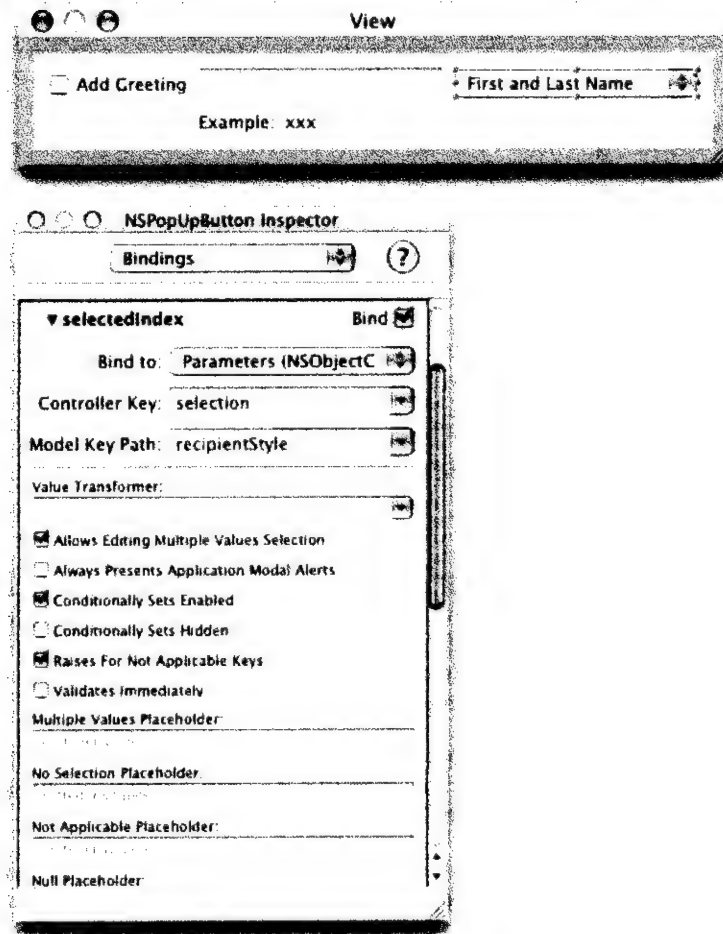 View
Add Greeting
First and Last Name
Example: xxx
NSPopUpButton Inspector
Bindings
?
▼ selectedIndex Bind
Bind to: Parameters (NSObjectC
Controller Key: selection
Model Key Path: recipientStyle
Value Transformer:
Allows Editing Multiple Values Selection
Always Presents Application Modal Alerts
Conditionally Sets Enabled
Conditionally Sets Hidden
Raises For Not Applicable Keys
Validates Immediately
Multiple Values Placeholder:
No Selection Placeholder:
Not Applicable Placeholder:
Null Placeholder: